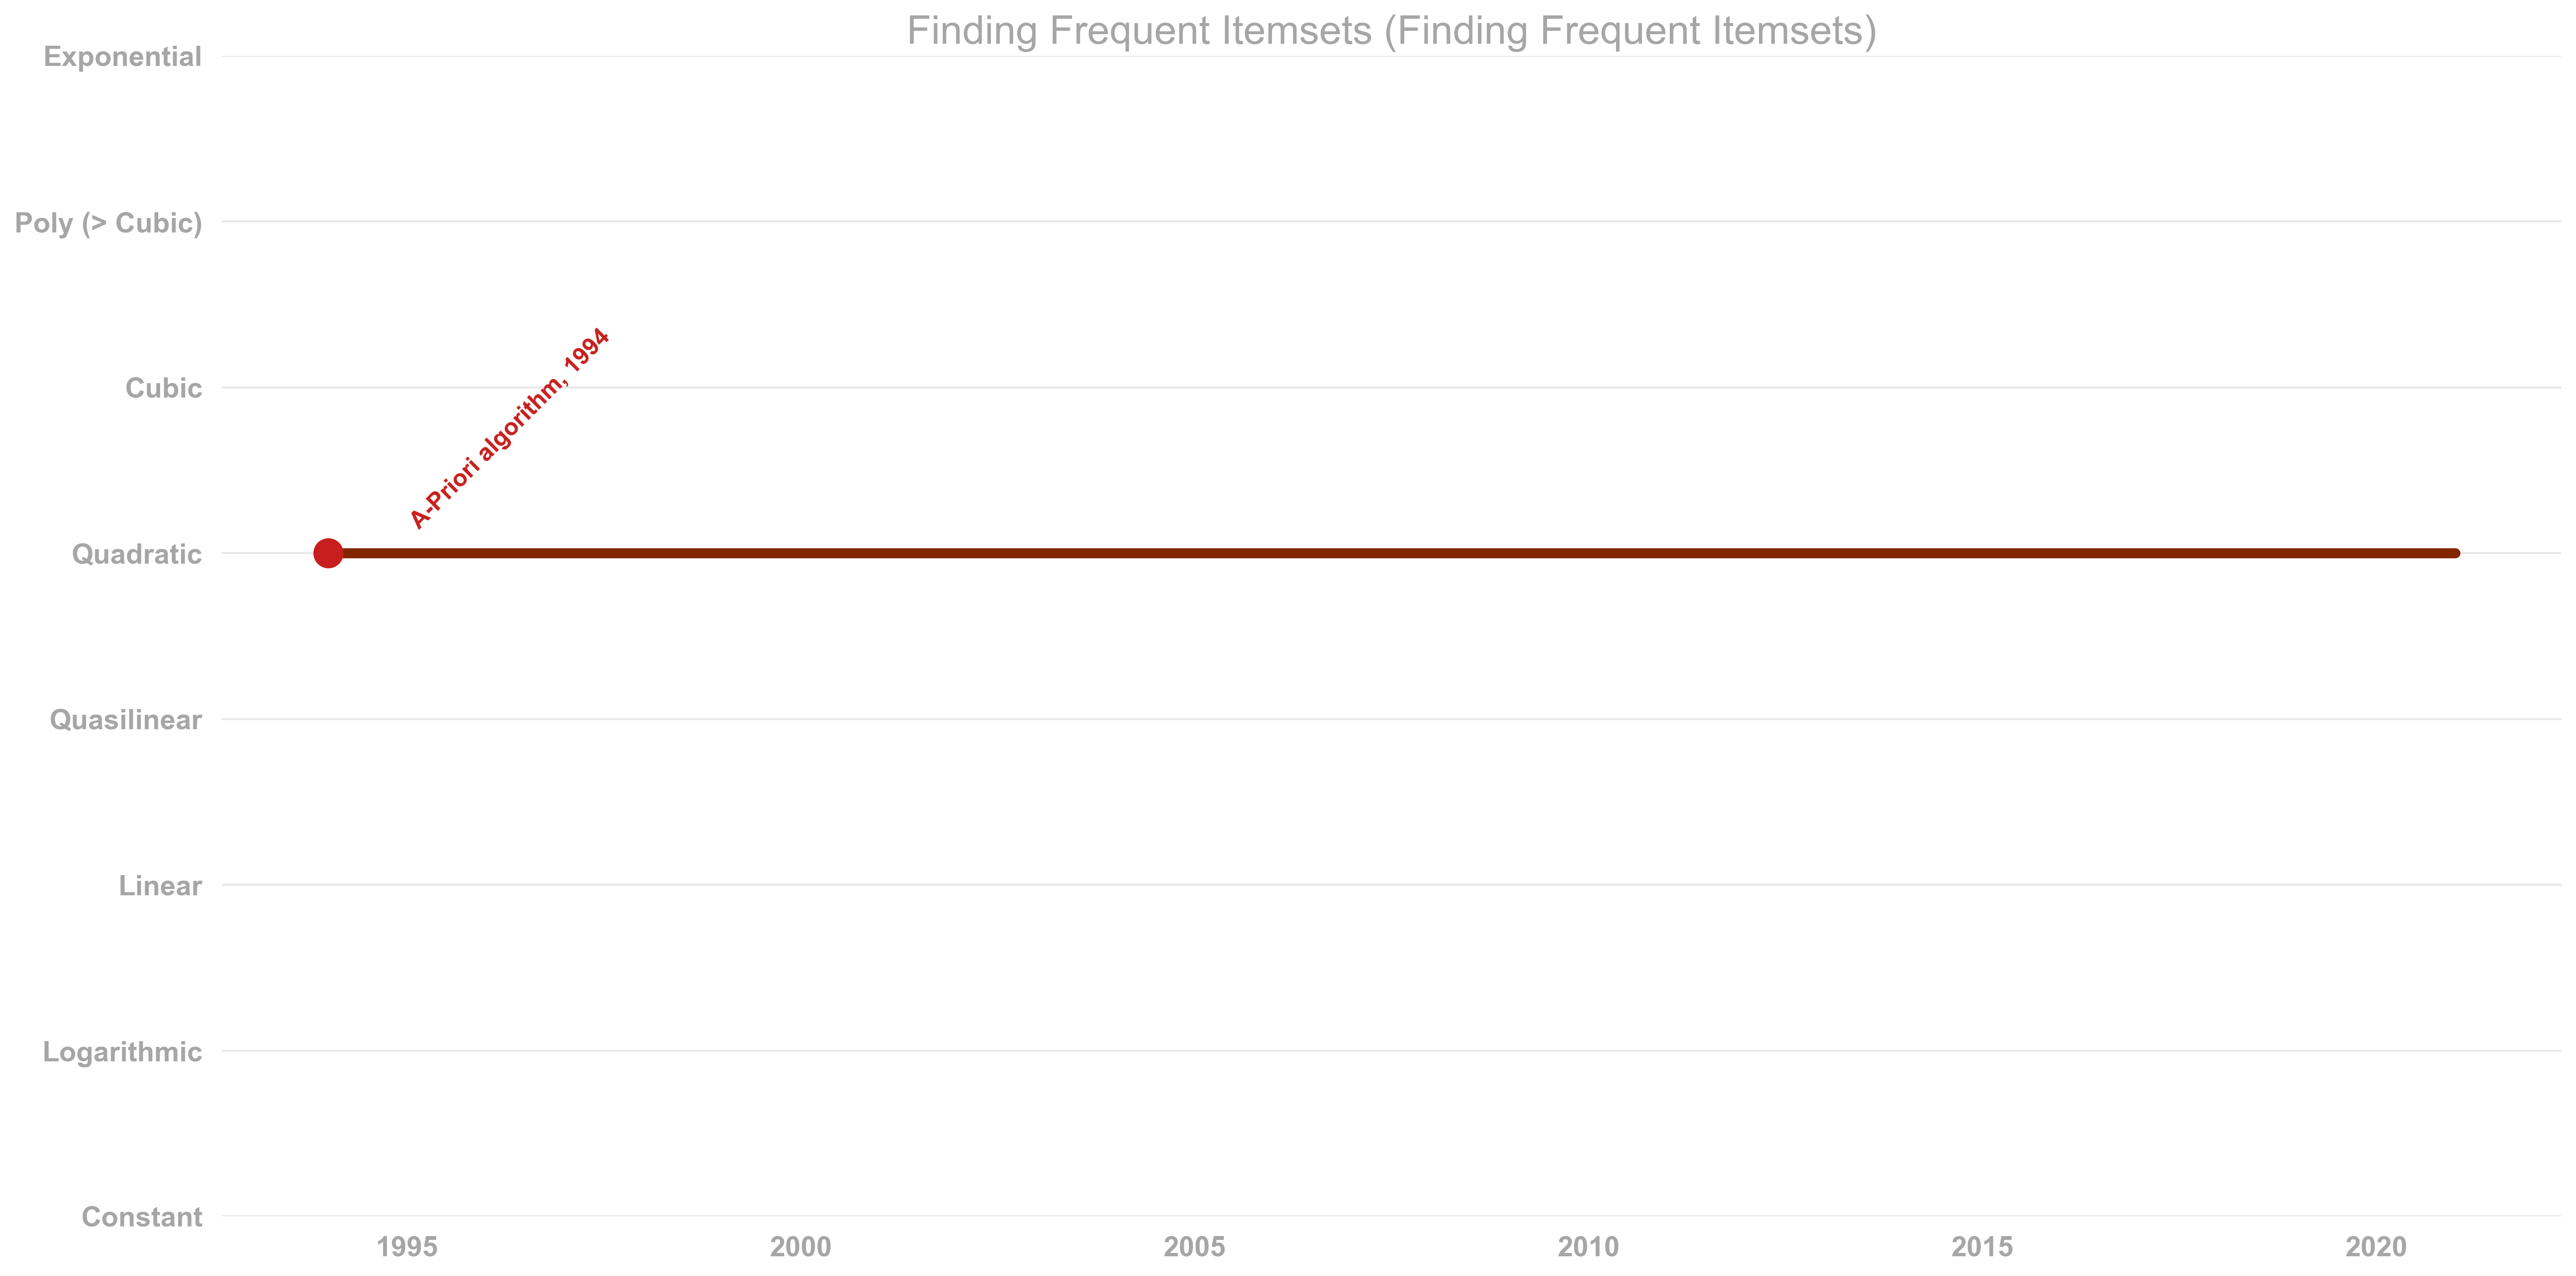 Finding Frequent Itemsets (Finding Frequent Itemsets)
Exponential
Poly (> Cubic)
Cubic
Quadratic
Quasilinear
Linear
Logarithmic
Constant
A-Priori algorithm, 1994
1995
2000
2005
2010
2015
2020